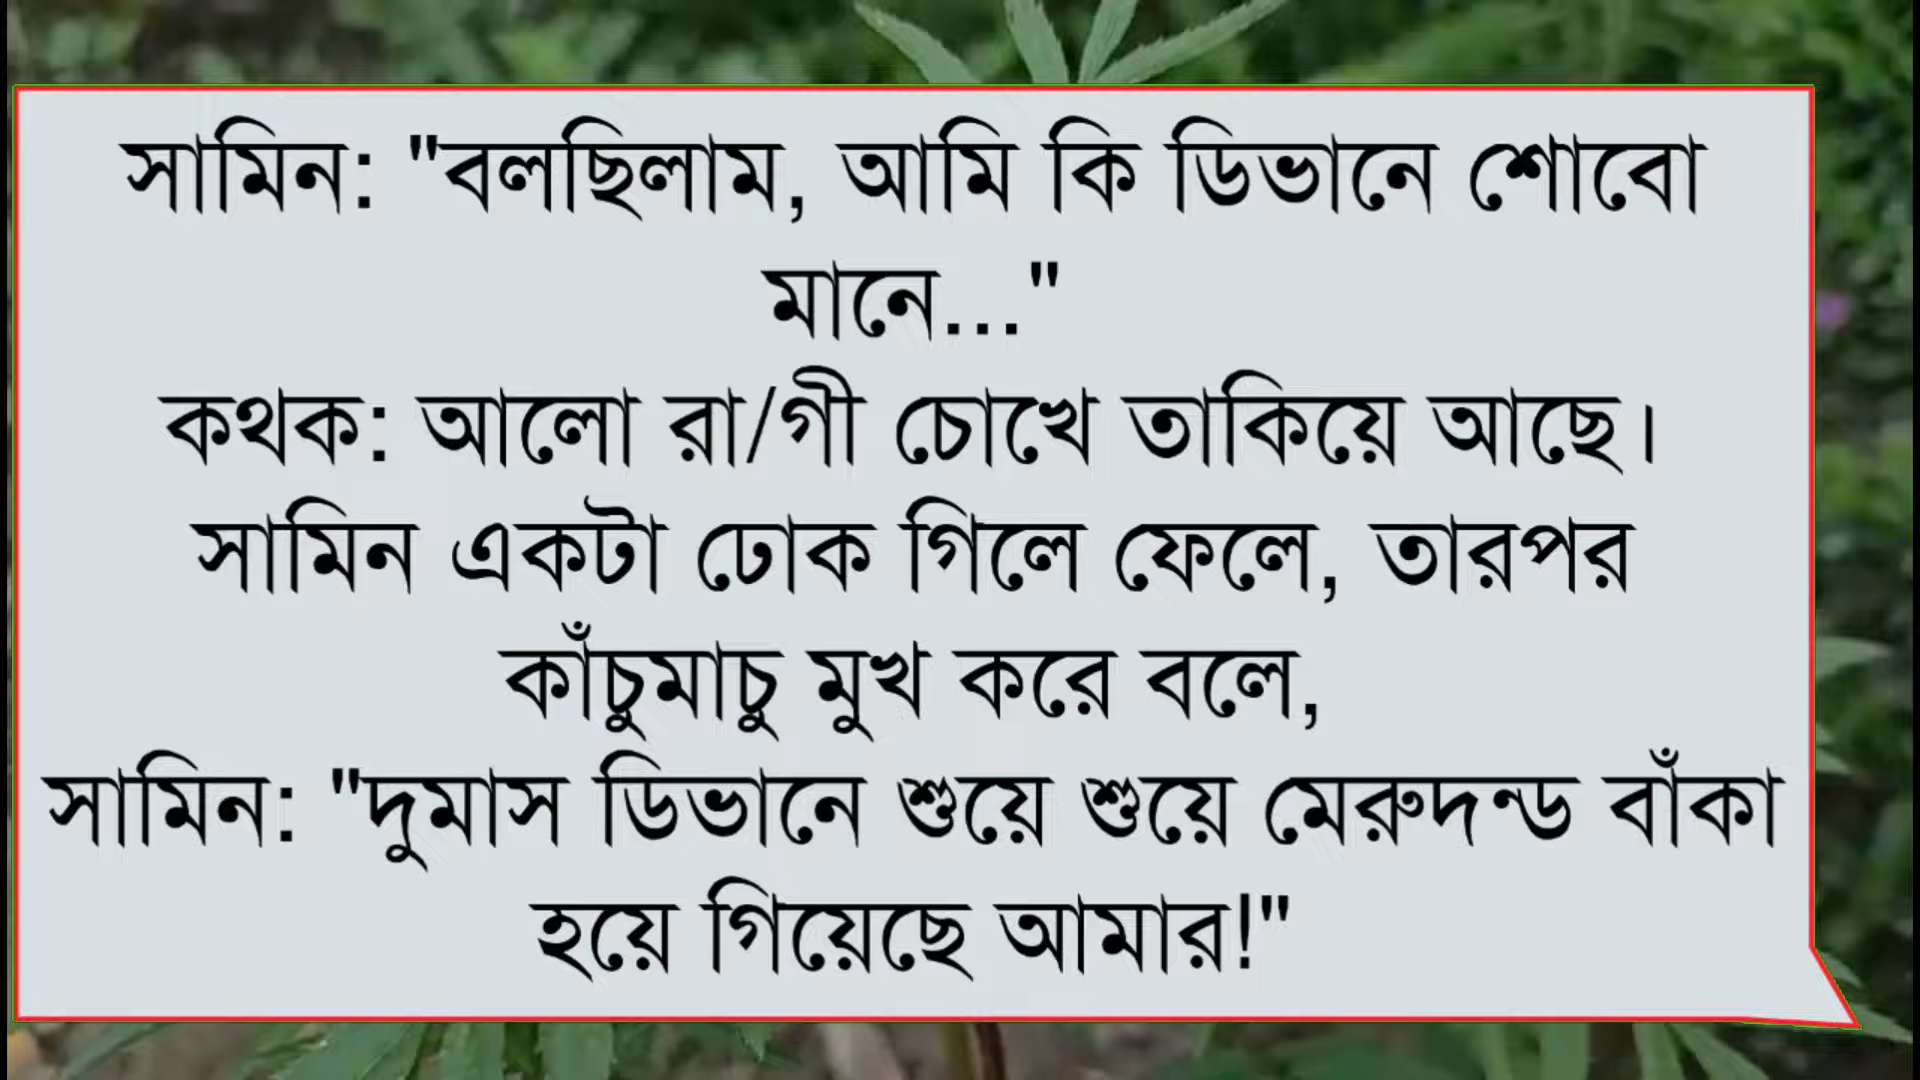 সামিন: "বলছিলাম, আমি কি ডিভানে শোবো
মানে..."
কথক: আলো রা/গী চোখে তাকিয়ে আছে।
সামিন একটা ঢোক গিলে ফেলে, তারপর
কাঁচুমাচু মুখ করে বলে,
সামিন: "দুমাস ডিভানে শুয়ে শুয়ে মেরুদন্ড বাঁকা
হয়ে গিয়েছে আমার!"